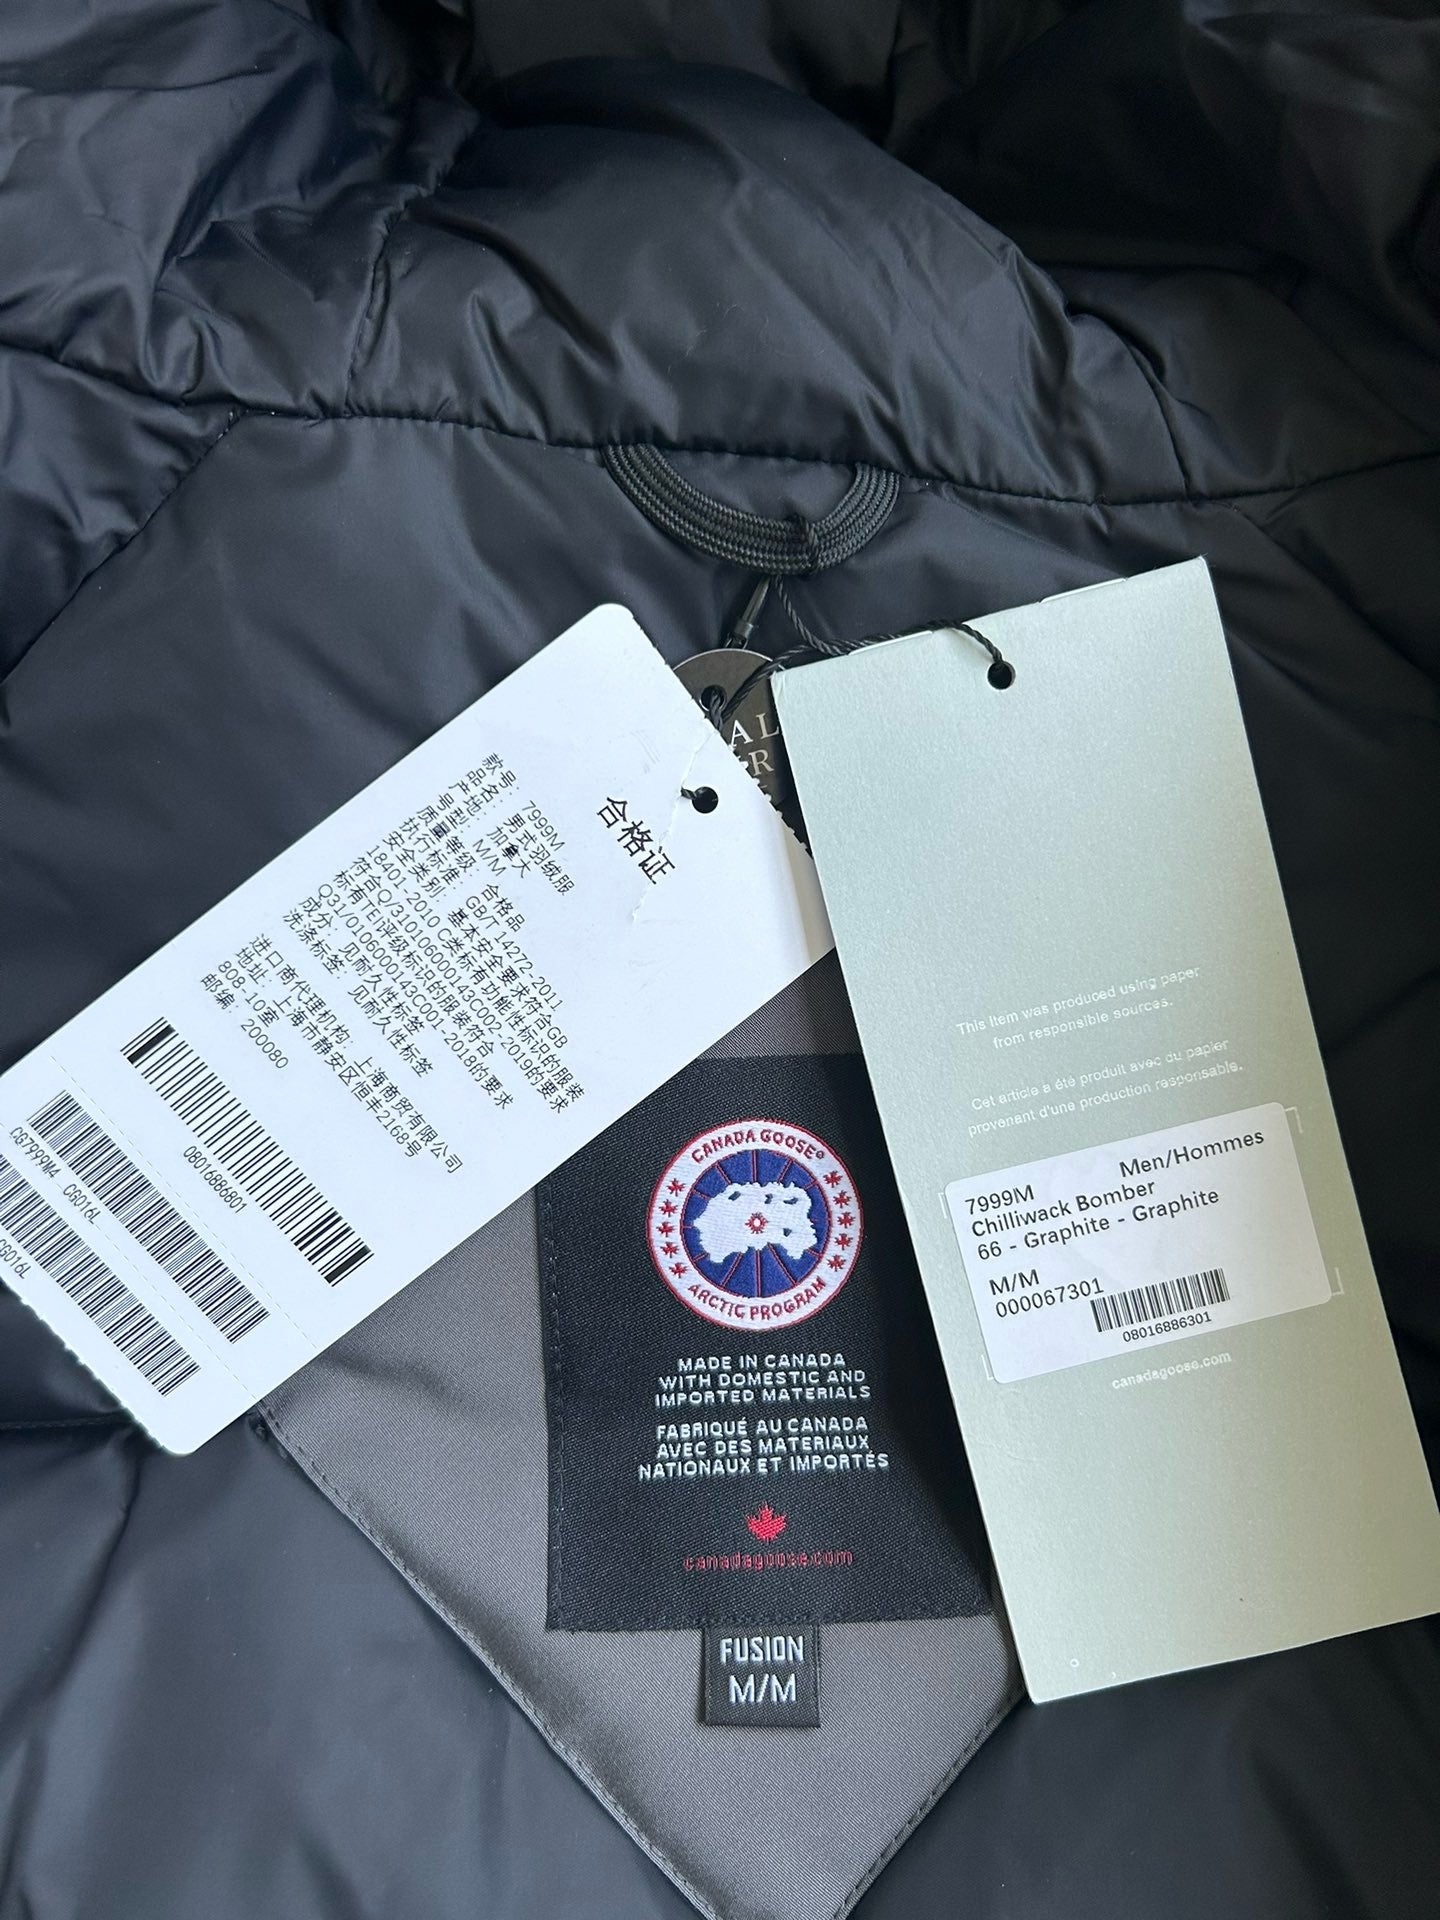 合格证
款号: 7999M
品名: 男式羽绒服
产地: 加拿大
号型: M/M
质量等级: 合格品
执行标准: GB/T 14272-2011
安全类别: 基本安全要求符合GB
18401-2010 C类标有功能性标识的服装
符合Q/3101060001​43C002-2019的要求
标有TEI评级标识的服装符合
Q31/0106000143C001-2018的要求
成分: 见耐久性标签
洗涤标签: 见耐久性标签
进口商代理机构: 上海商贸有限公司
地址: 上海市静安区恒丰2168号
808-10室
邮编: 200080
08016886801
CG7999M4 CG016L
CG016L
AL
R
This item was produced using paper
from responsible sources.
Cet article a été produit avec du papier
provenant d'une production responsable.
Men/Hommes
7999M
Chilliwack Bomber
66 - Graphite - Graphite
M/M
000067301
08016886301
canadagoose.com
CANADA GOOSE®
ARCTIC PROGRAM
MADE IN CANADA
WITH DOMESTIC AND
IMPORTED MATERIALS
FABRIQUÉ AU CANADA
AVEC DES MATERIAUX
NATIONAUX ET IMPORTÉS
canadagoose.com
FUSION
M/M